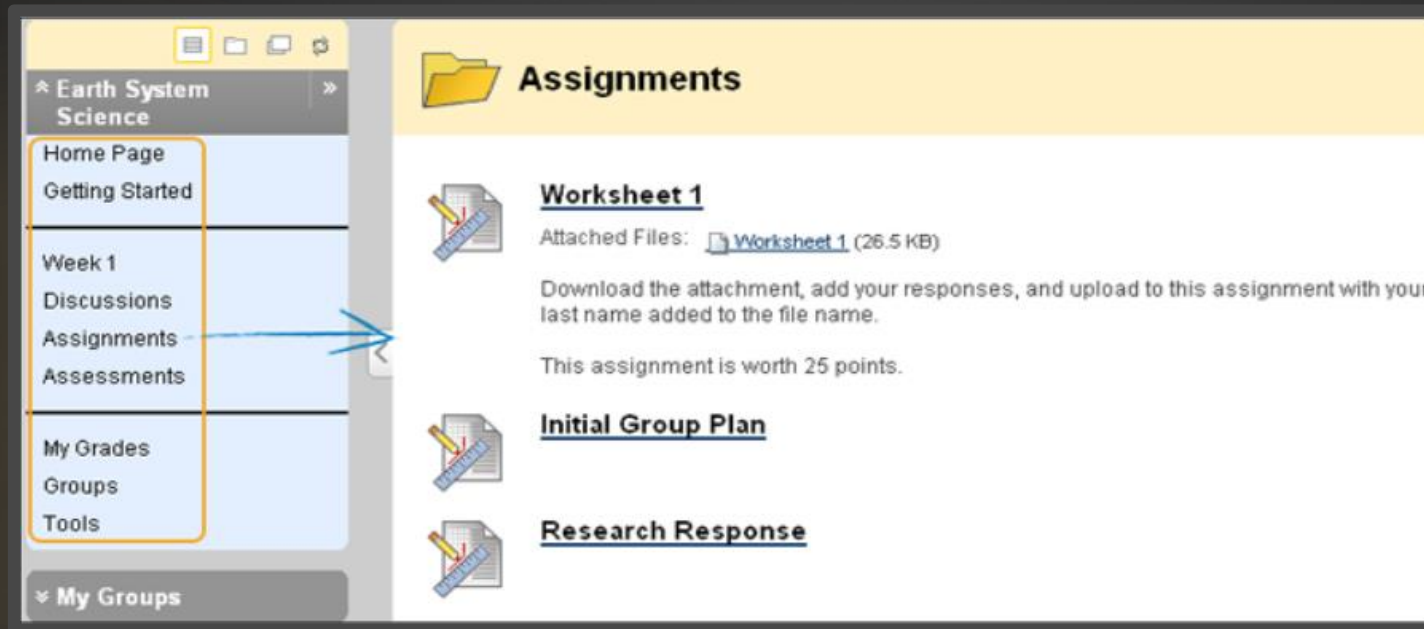 Earth System
Science
Home Page
Getting Started
Week 1
Discussions
Assignments
Assessments
My Grades
Groups
Tools
My Groups
Assignments
Worksheet 1
Attached Files: Worksheet 1 (26.5 KB)
Download the attachment, add your responses, and upload to this assignment with your
last name added to the file name.
This assignment is worth 25 points.
Initial Group Plan
Research Response